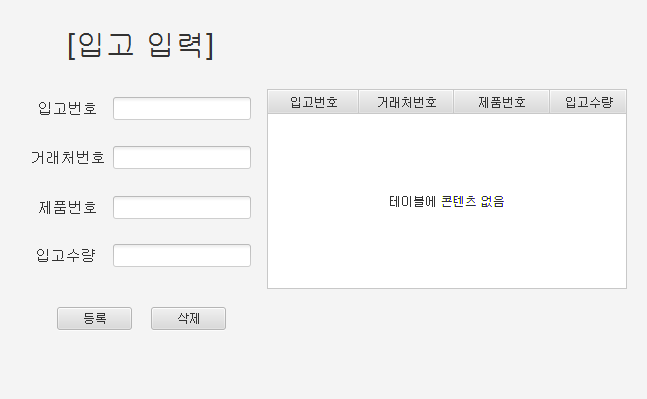 [입고 입력]
입고번호
거래처번호
제품번호
입고수량
등록 삭제
입고번호 거래처번호 제품번호 입고수량
테이블에 콘텐츠 없음